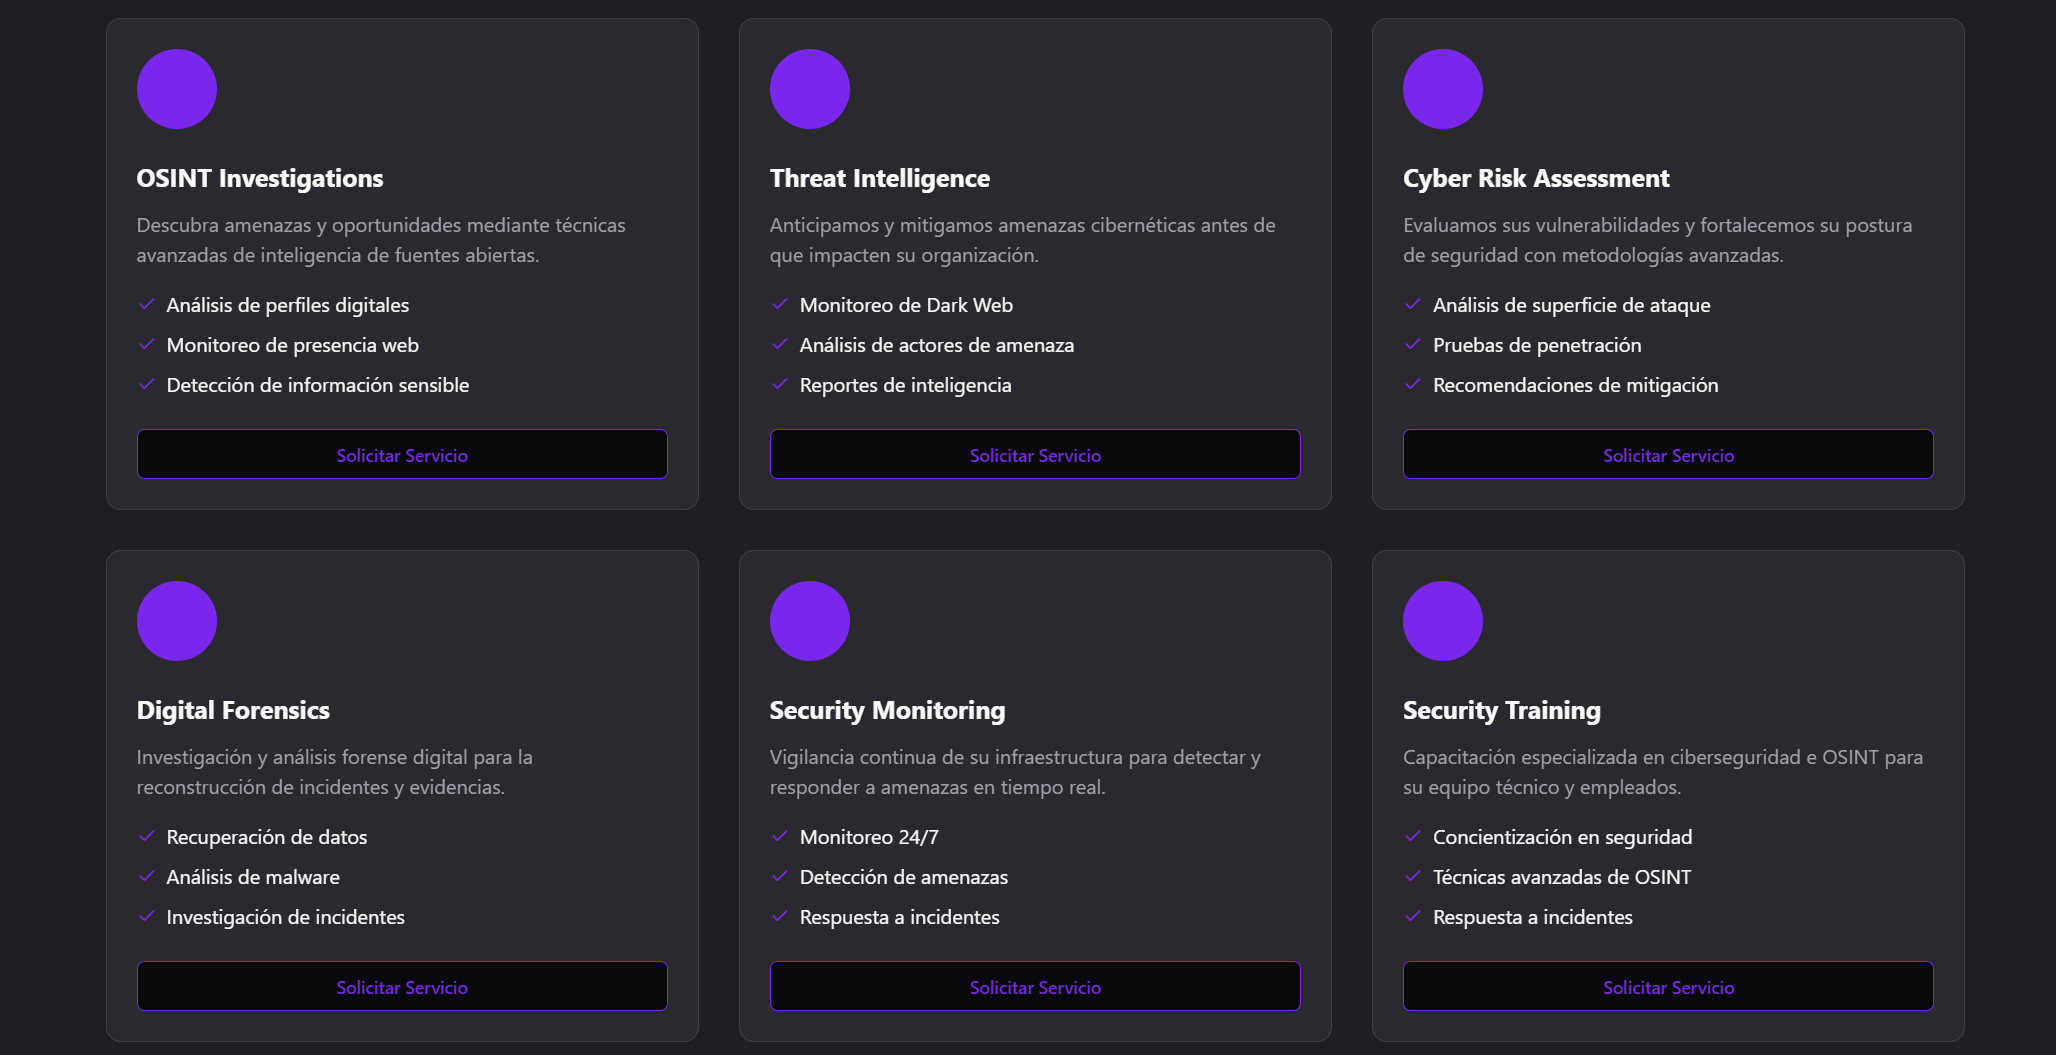 OSINT Investigations
Descubra amenazas y oportunidades mediante técnicas
avanzadas de inteligencia de fuentes abiertas.
Análisis de perfiles digitales
Monitoreo de presencia web
Detección de información sensible
Solicitar Servicio
Threat Intelligence
Anticipamos y mitigamos amenazas cibernéticas antes de
que impacten su organización.
Monitoreo de Dark Web
Análisis de actores de amenaza
Reportes de inteligencia
Solicitar Servicio
Cyber Risk Assessment
Evaluamos sus vulnerabilidades y fortalecemos su postura
de seguridad con metodologías avanzadas.
Análisis de superficie de ataque
Pruebas de penetración
Recomendaciones de mitigación
Solicitar Servicio
Digital Forensics
Investigación y análisis forense digital para la
reconstrucción de incidentes y evidencias.
Recuperación de datos
Análisis de malware
Investigación de incidentes
Solicitar Servicio
Security Monitoring
Vigilancia continua de su infraestructura para detectar y
responder a amenazas en tiempo real.
Monitoreo 24/7
Detección de amenazas
Respuesta a incidentes
Solicitar Servicio
Security Training
Capacitación especializada en ciberseguridad e OSINT para
su equipo técnico y empleados.
Concientización en seguridad
Técnicas avanzadas de OSINT
Respuesta a incidentes
Solicitar Servicio